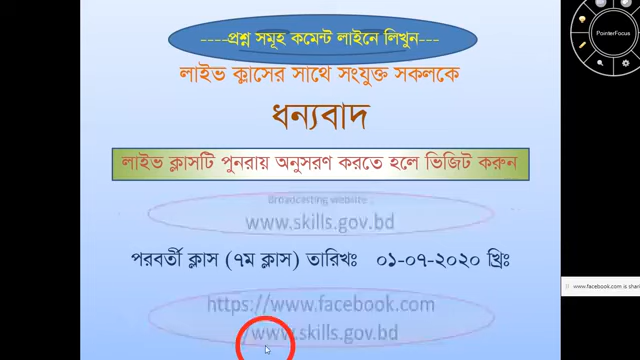 ----প্রশ্ন সমূহ কমেন্ট লাইনে লিখুন---
লাইভ ক্লাসের সাথে সংযুক্ত সকলকে
ধন্যবাদ
লাইভ ক্লাসটি পুনরায় অনুসরণ করতে হলে ভিজিট করুন
Broadcasting website
www.skills.gov.bd
পরবর্তী ক্লাস (৭ম ক্লাস) তারিখঃ ০১-০৭-২০২০ খ্রিঃ
https://www.facebook.com
/www.skills.gov.bd
PointerFocus
www.facebook.com is shari